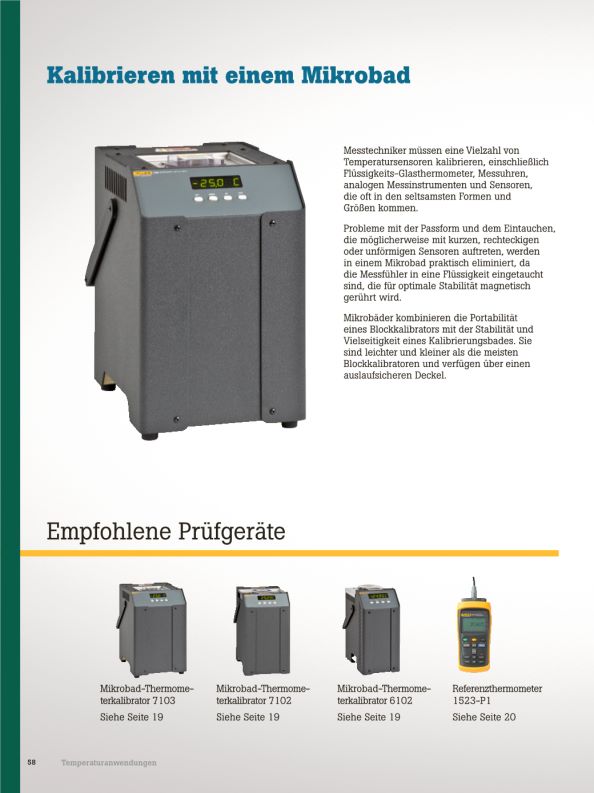 Kalibrieren mit einem Mikrobad
-25.0 C
Messtechniker müssen eine Vielzahl von
Temperatursensoren kalibrieren, einschließlich
Flüssigkeits-Glasthermometer, Messuhren,
analogen Messinstrumenten und Sensoren,
die oft in den seltsamsten Formen und
Größen kommen.
Probleme mit der Passform und dem Eintauchen,
die möglicherweise mit kurzen, rechteckigen
oder unförmigen Sensoren auftreten, werden
in einem Mikrobad praktisch eliminiert, da
die Messfühler in eine Flüssigkeit eingetaucht
sind, die für optimale Stabilität magnetisch
gerührt wird.
Mikrobäder kombinieren die Portabilität
eines Blockkalibrators mit der Stabilität und
Vielseitigkeit eines Kalibrierungsbades. Sie
sind leichter und kleiner als die meisten
Blockkalibratoren und verfügen über einen
auslaufsicheren Deckel.
Empfohlene Prüfgeräte
Mikrobad-Thermome-
terkalibrator 7103
Siehe Seite 19
Mikrobad-Thermome-
terkalibrator 7102
Siehe Seite 19
Mikrobad-Thermome-
terkalibrator 6102
Siehe Seite 19
Referenzthermometer
1523-P1
Siehe Seite 20
58 Temperaturanwendungen